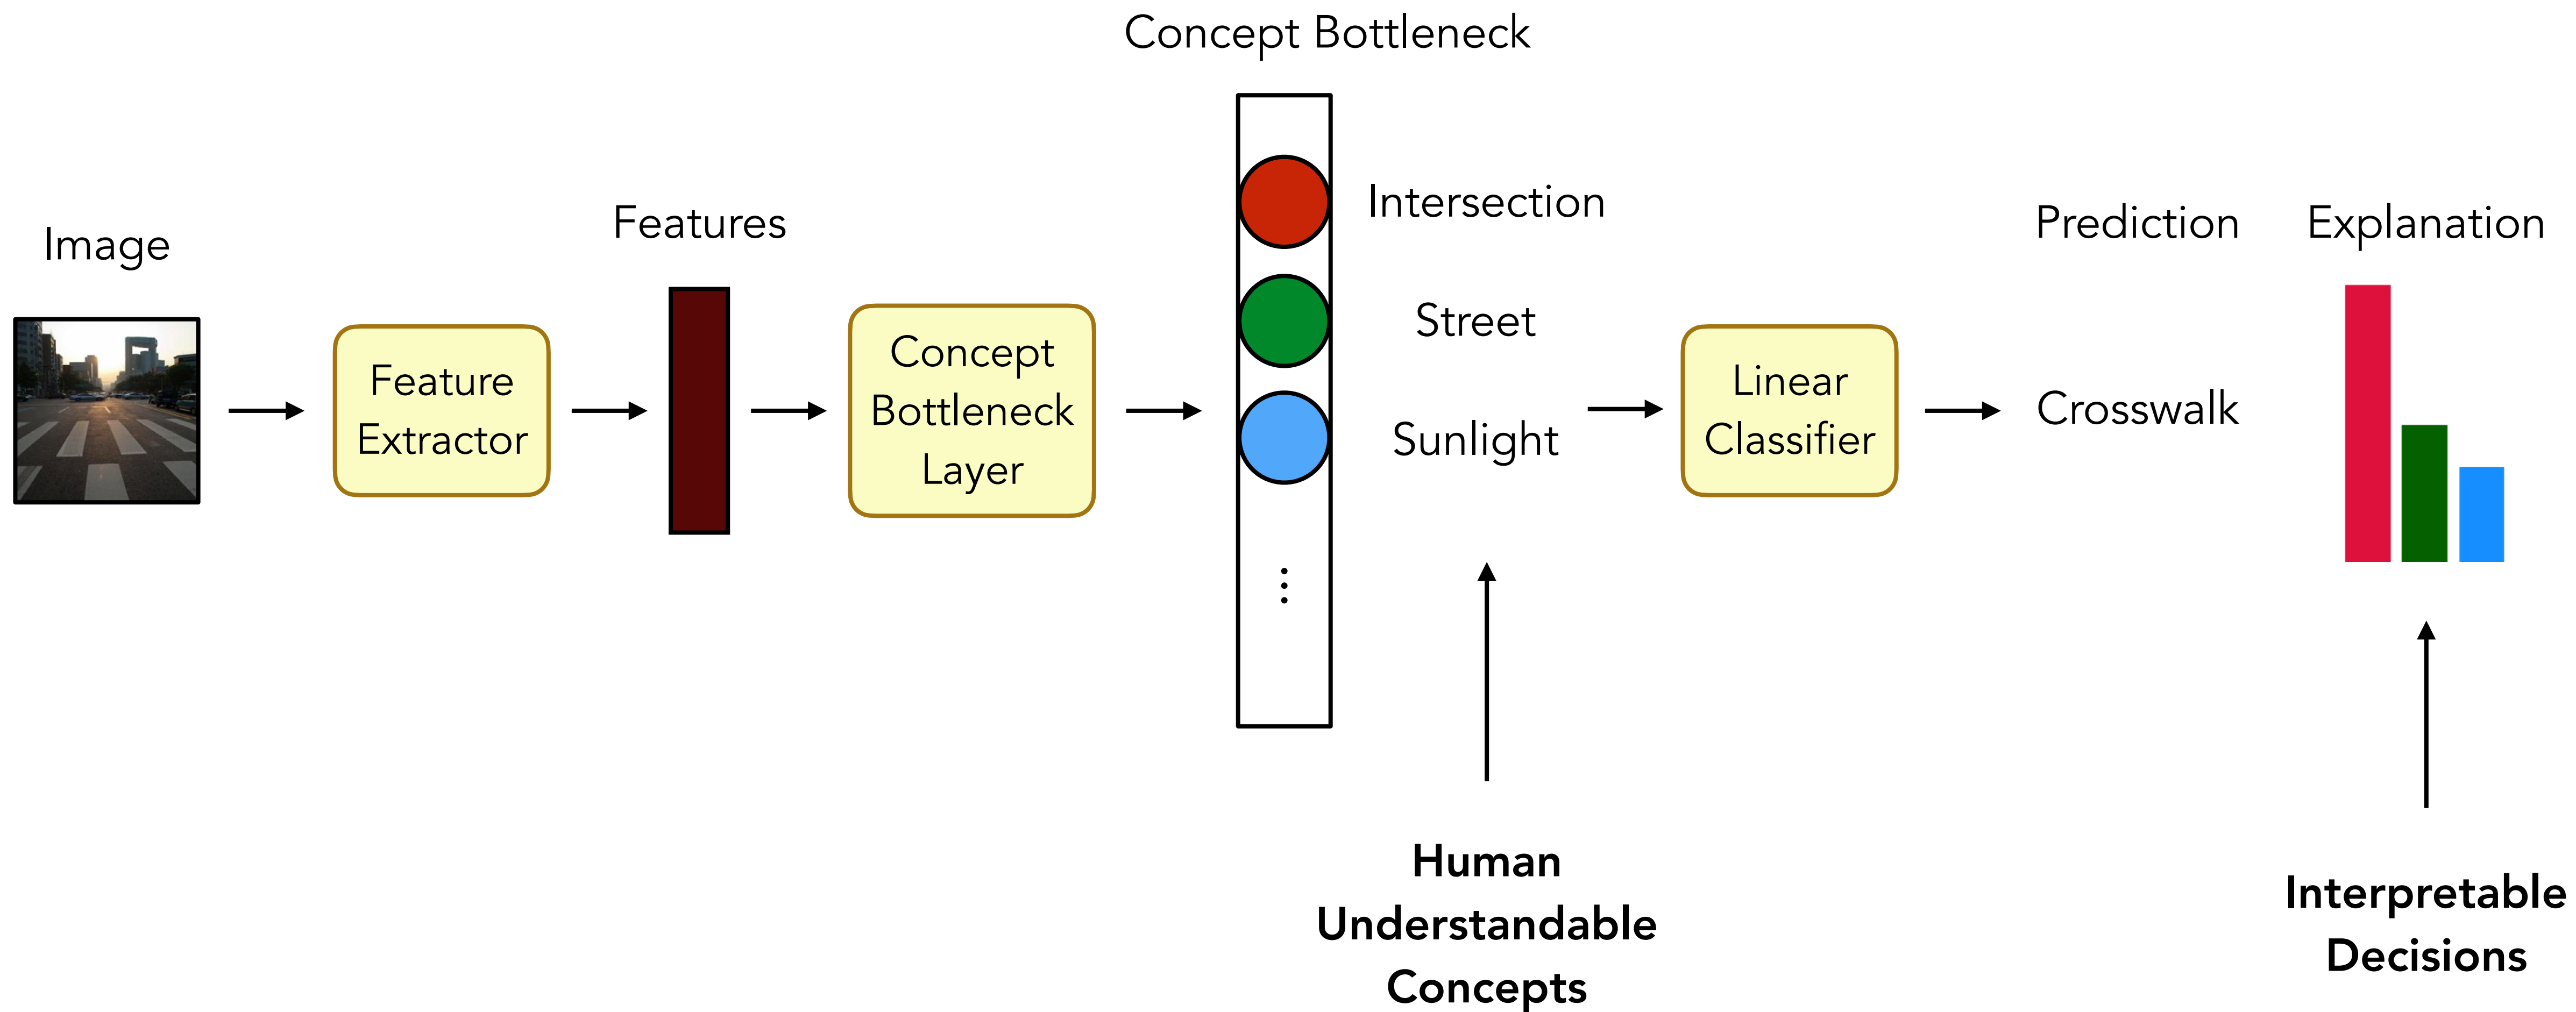 Concept Bottleneck
Image
Feature
Extractor
Features
Concept
Bottleneck
Layer
Intersection
Street
Sunlight
Human
Understandable
Concepts
Linear
Classifier
Prediction
Crosswalk
Explanation
Interpretable
Decisions